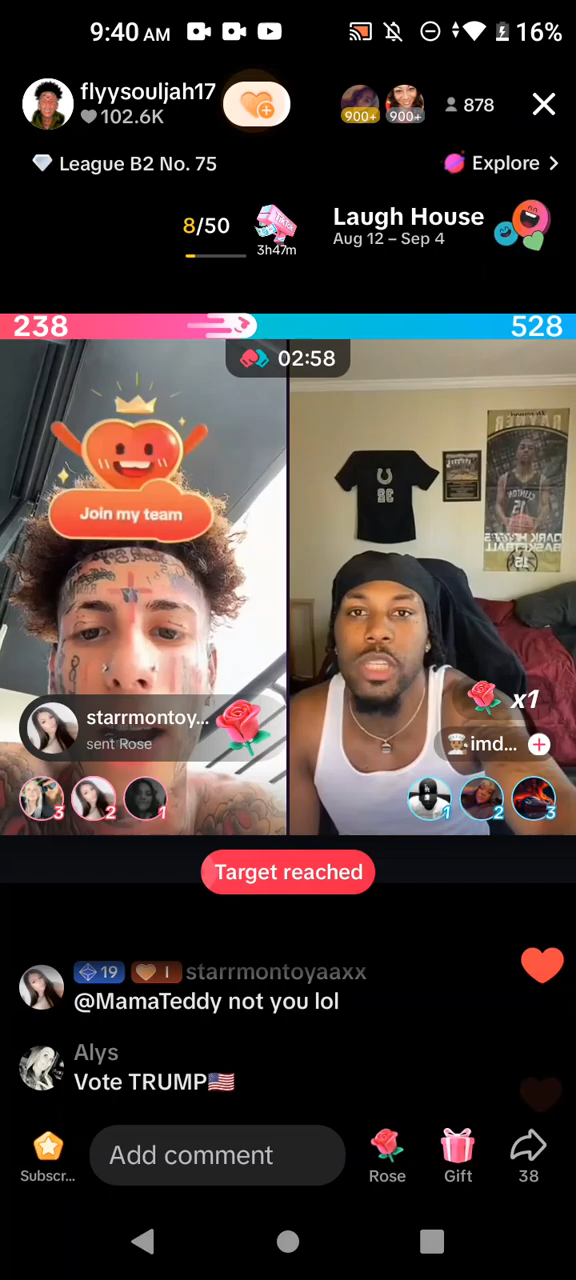 9:40 AM
16%
flyysouljah17
102.6K
900+
900+
878
League B2 No. 75
Explore
8/50
3h47m
Laugh House
Aug 12 – Sep 4
238
528
02:58
Join my team
starrmontoy...
sent Rose
x1
imd...
3
2
1
1
2
3
Target reached
19
I
starrmontoyaaxx
@MamaTeddy not you lol
Alys
Vote TRUMP🇺🇸
Subscr...
Add comment
Rose
Gift
38